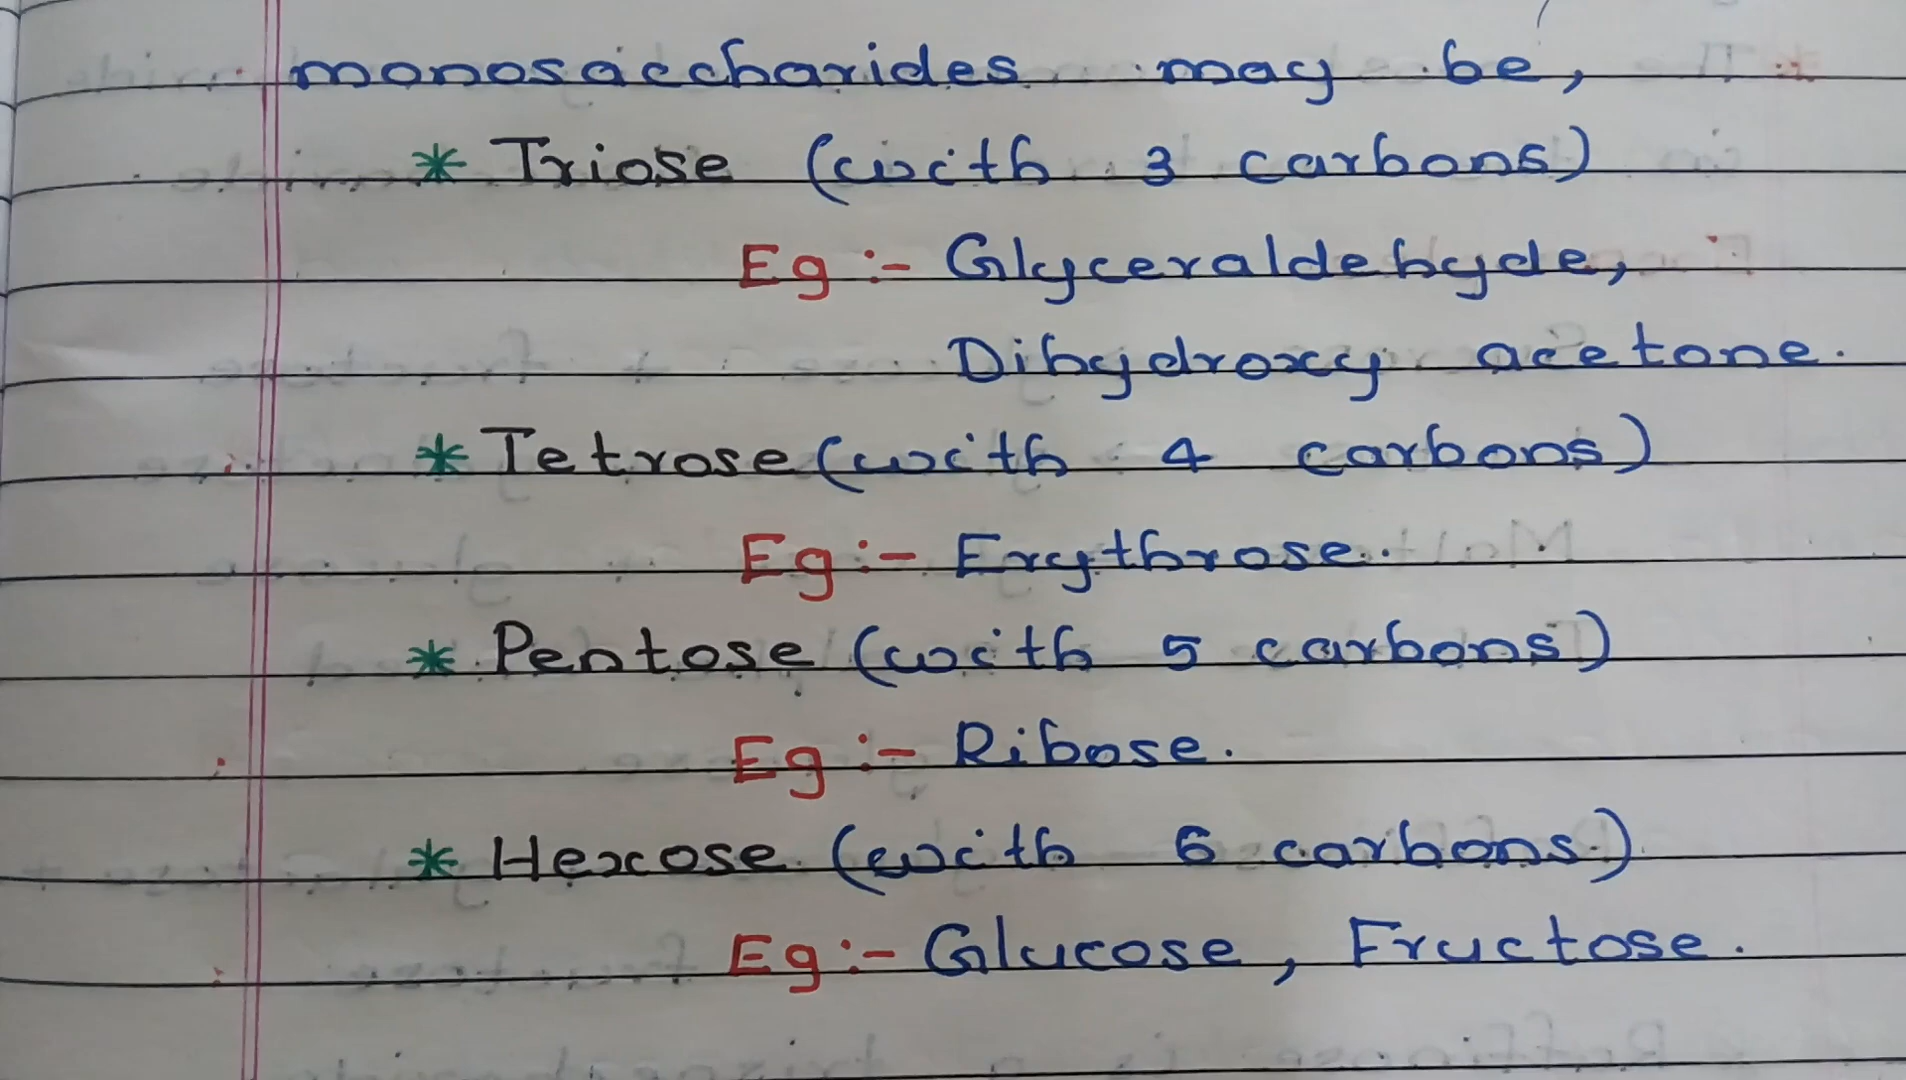 monosaccharides may be,
* Triose (with 3 carbons)
Eg :- Glyceraldehyde,
Dihydroxy acetone.
* Tetrose (with 4 carbons)
Eg :- Erythrose.
* Pentose (with 5 carbons)
Eg :- Ribose.
* Hexose (with 6 carbons)
Eg :- Glucose, Fructose.